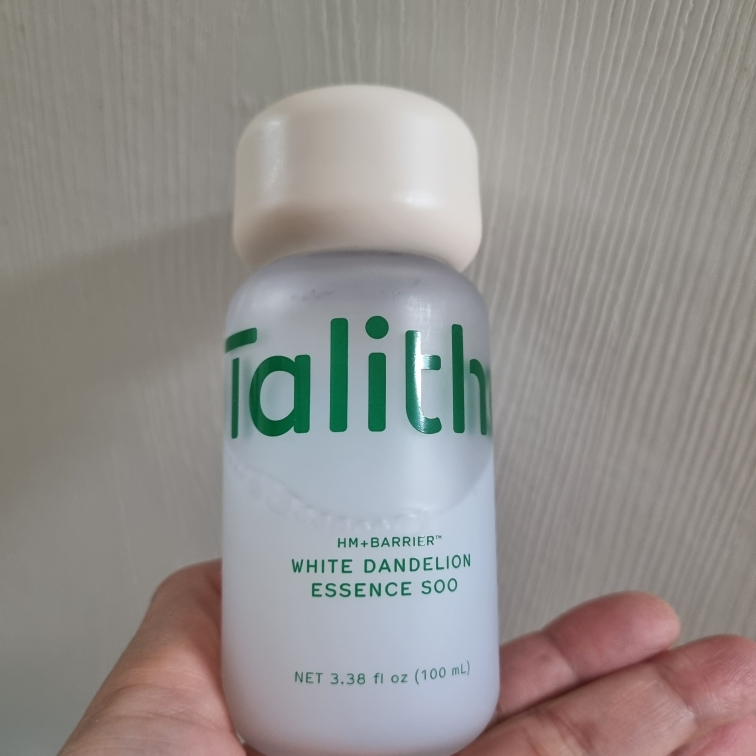 Talith
HM+BARRIER™
WHITE DANDELION
ESSENCE SOO
NET 3.38 fl oz (100 mL)